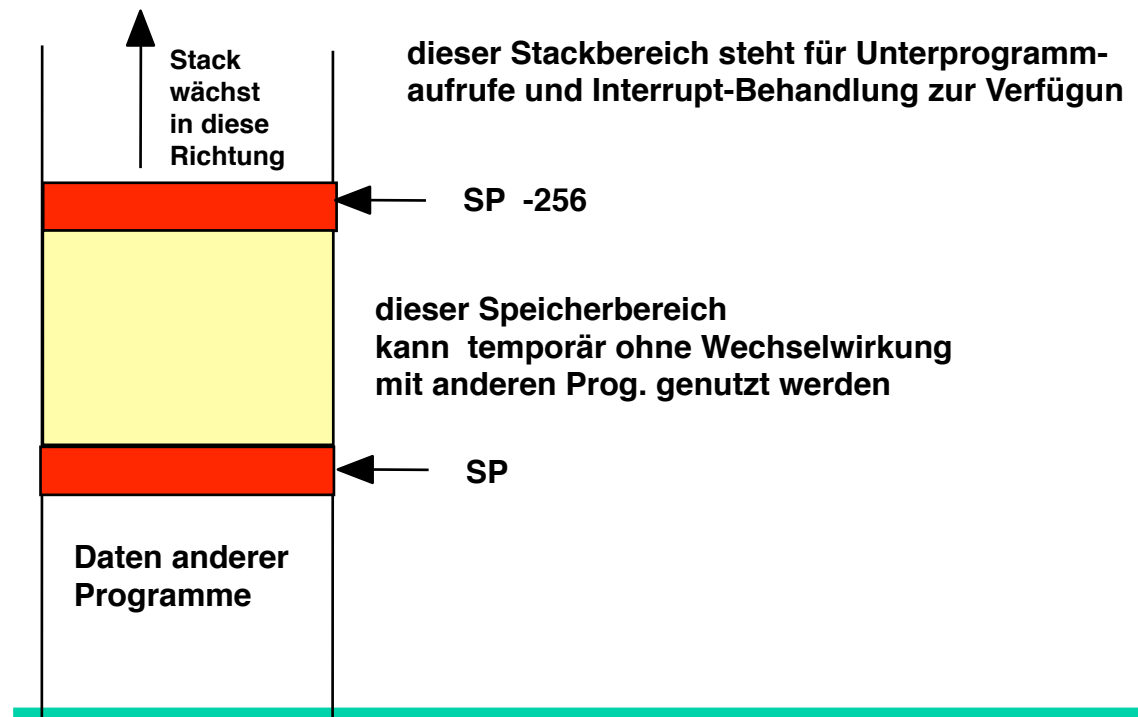 Stack
wächst
in diese
Richtung
dieser Stackbereich steht für Unterprogramm-
aufrufe und Interrupt-Behandlung zur Verfügun
SP -256
dieser Speicherbereich
kann temporär ohne Wechselwirkung
mit anderen Prog. genutzt werden
SP
Daten anderer
Programme